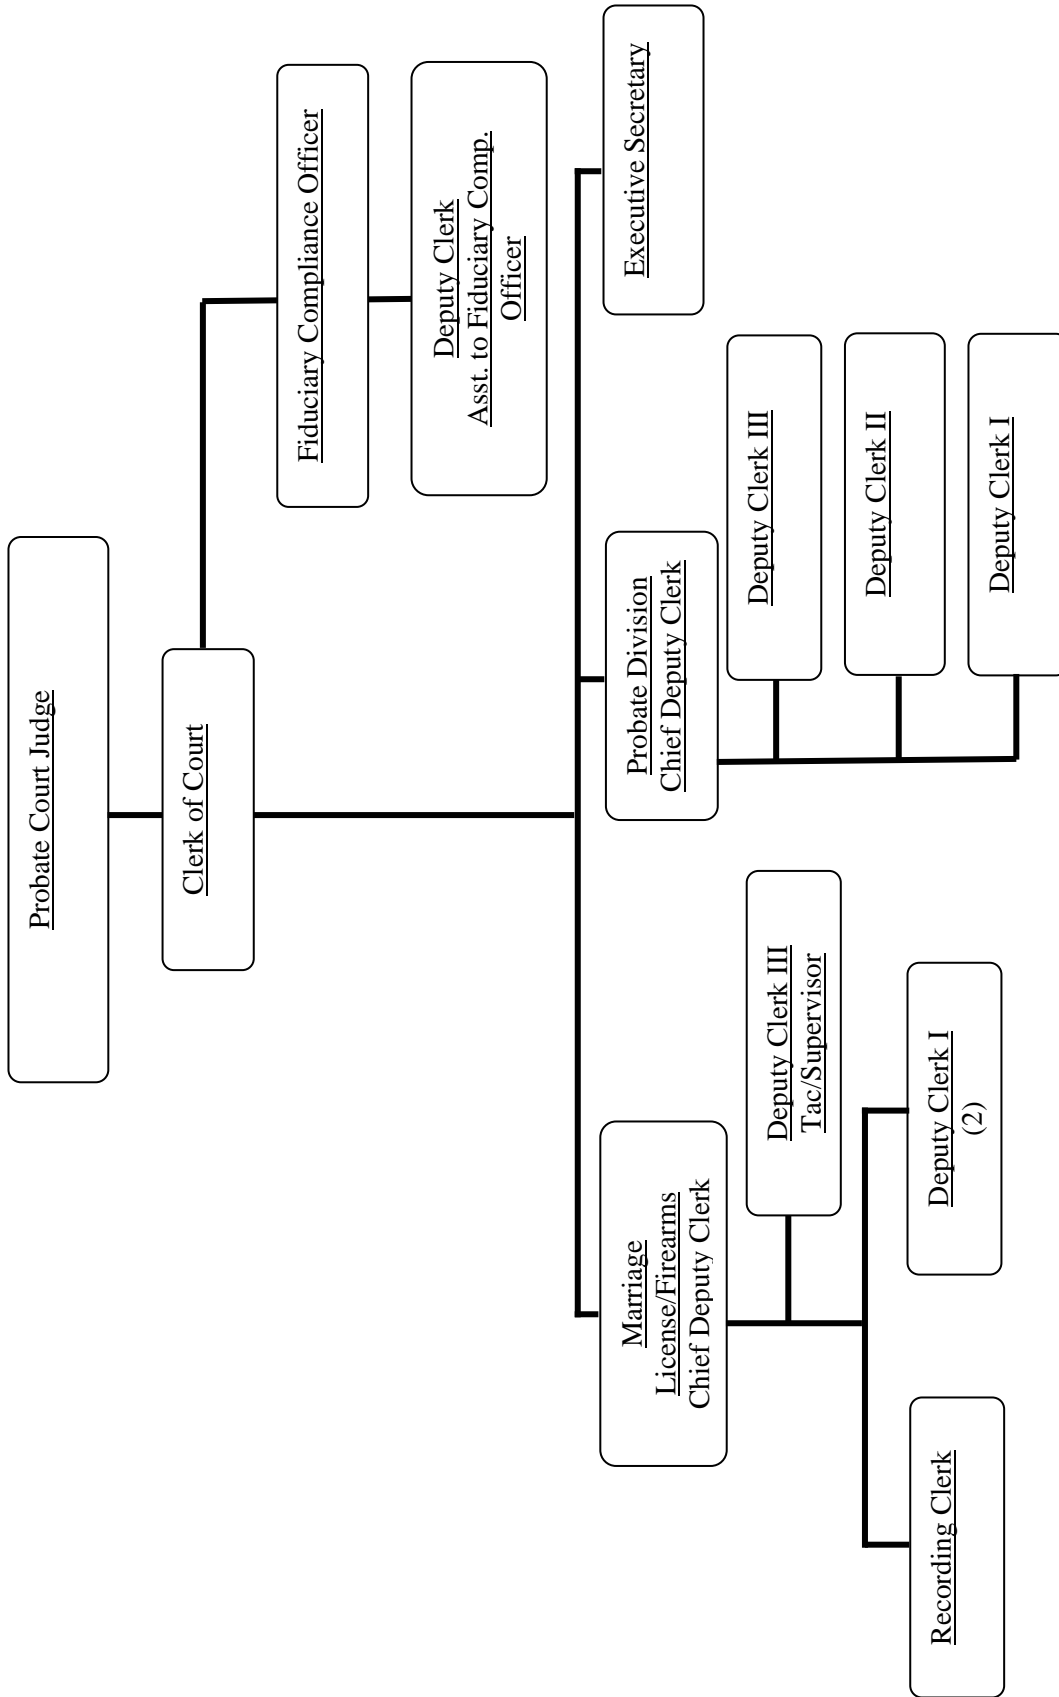 Probate Court Judge
Clerk of Court
Fiduciary Compliance Officer
Deputy Clerk
Asst. to Fiduciary Comp.
Officer
Marriage
License/Firearms
Chief Deputy Clerk
Probate Division
Chief Deputy Clerk
Executive Secretary
Deputy Clerk III
Tac/Supervisor
Deputy Clerk III
Deputy Clerk II
Recording Clerk
Deputy Clerk I
(2)
Deputy Clerk I